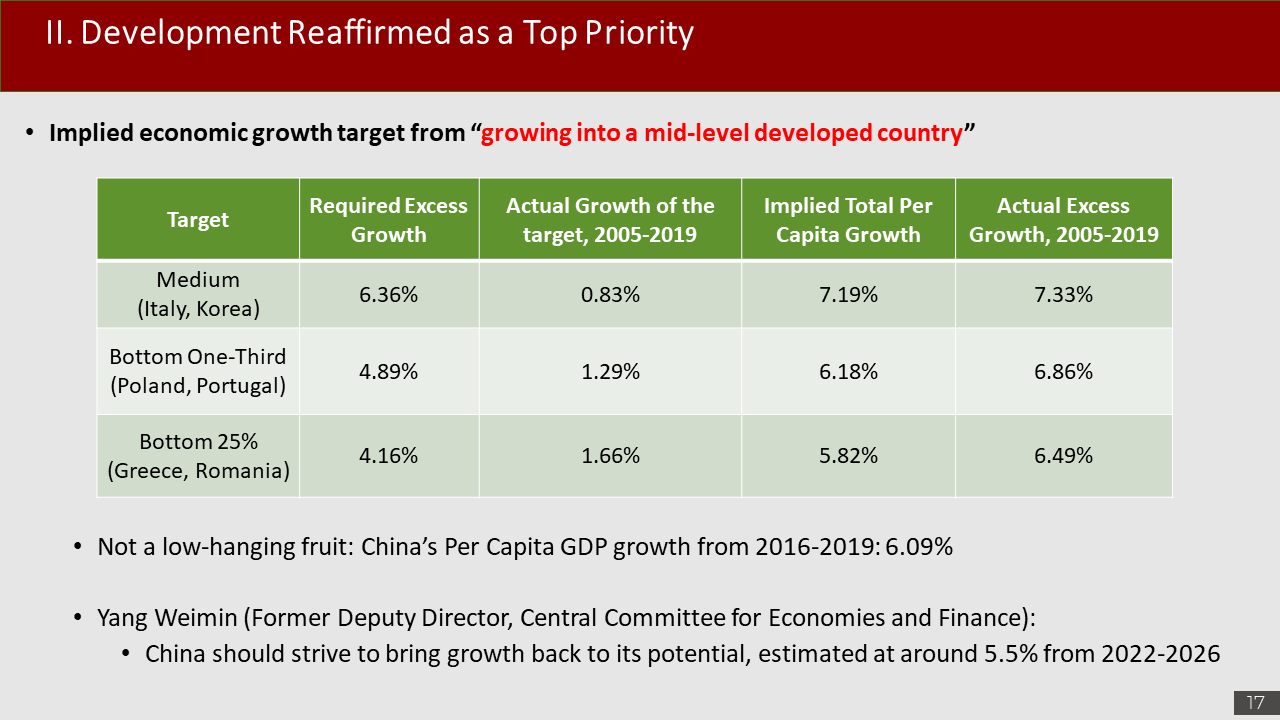 II. Development Reaffirmed as a Top Priority
• Implied economic growth target from “growing into a mid-level developed country”
Target
Required Excess
Growth
Actual Growth of the
target, 2005-2019
Implied Total Per
Capita Growth
Actual Excess
Growth, 2005-2019
Medium
(Italy, Korea)
6.36%
0.83%
7.19%
7.33%
Bottom One-Third
(Poland, Portugal)
4.89%
1.29%
6.18%
6.86%
Bottom 25%
(Greece, Romania)
4.16%
1.66%
5.82%
6.49%
• Not a low-hanging fruit: China’s Per Capita GDP growth from 2016-2019: 6.09%
• Yang Weimin (Former Deputy Director, Central Committee for Economies and Finance):
• China should strive to bring growth back to its potential, estimated at around 5.5% from 2022-2026
17